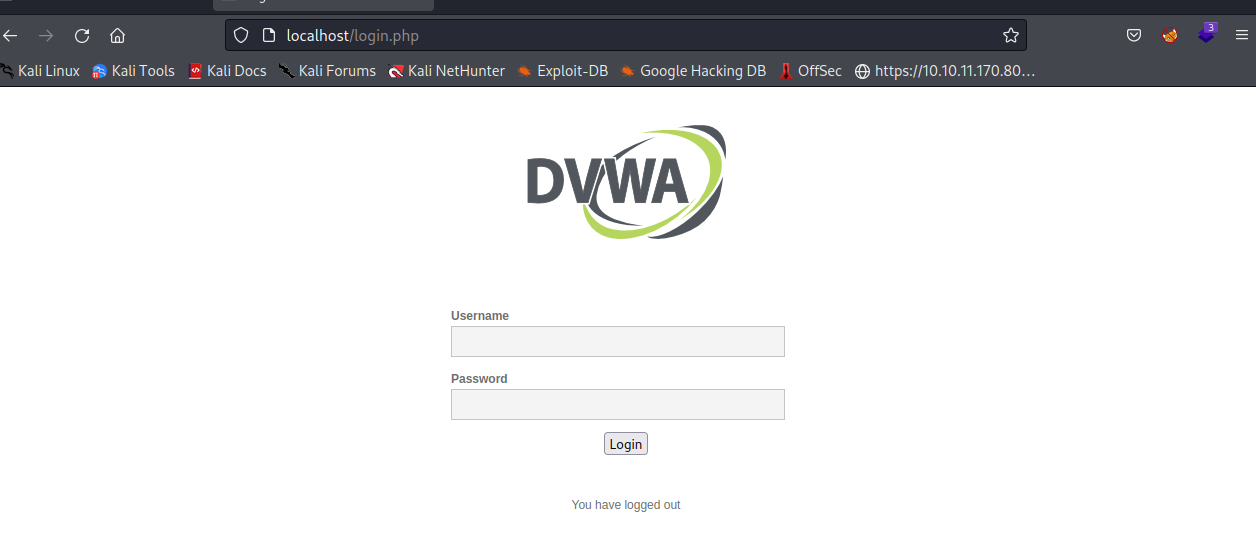 localhost/login.php
3
Kali Linux Kali Tools Kali Docs Kali Forums Kali NetHunter Exploit-DB Google Hacking DB OffSec https://10.10.11.170.80…
DVWA
Username
Password
Login
You have logged out